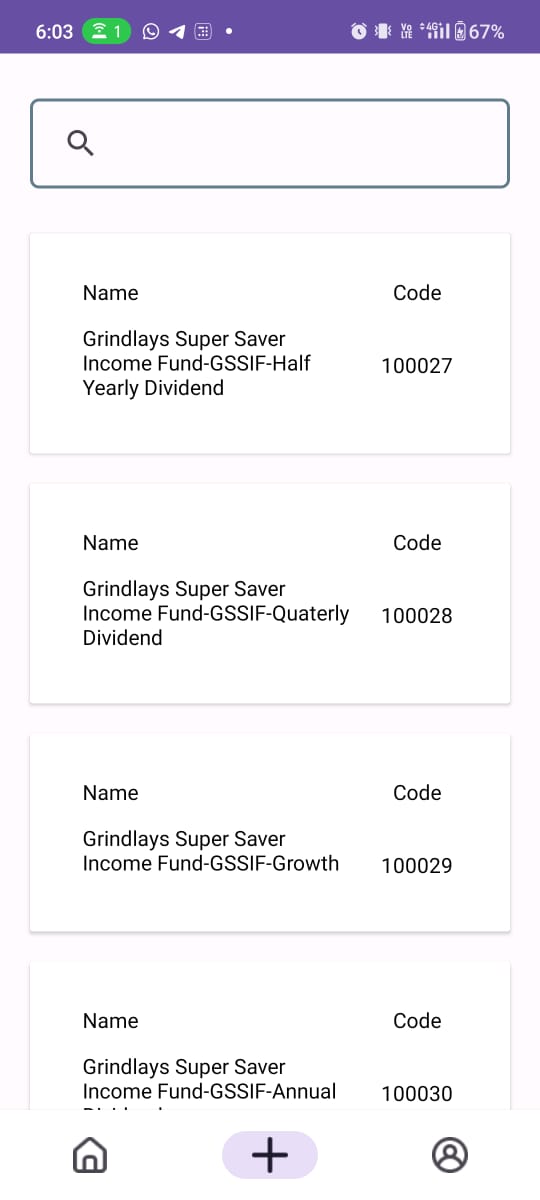 6:03 1 Vo LTE 4G+ 67%
Name Code
Grindlays Super Saver
Income Fund-GSSIF-Half
Yearly Dividend
100027
Name Code
Grindlays Super Saver
Income Fund-GSSIF-Quaterly
Dividend
100028
Name Code
Grindlays Super Saver
Income Fund-GSSIF-Growth
100029
Name Code
Grindlays Super Saver
Income Fund-GSSIF-Annual
100030